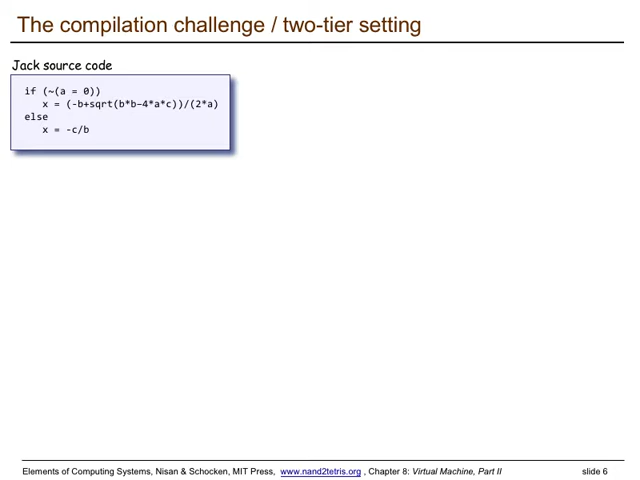 The compilation challenge / two-tier setting
Jack source code
if (~(a = 0))
x = (-b+sqrt(b*b–4*a*c))/(2*a)
else
x = -c/b
Elements of Computing Systems, Nisan & Schocken, MIT Press, www.nand2tetris.org , Chapter 8: Virtual Machine, Part II slide 6